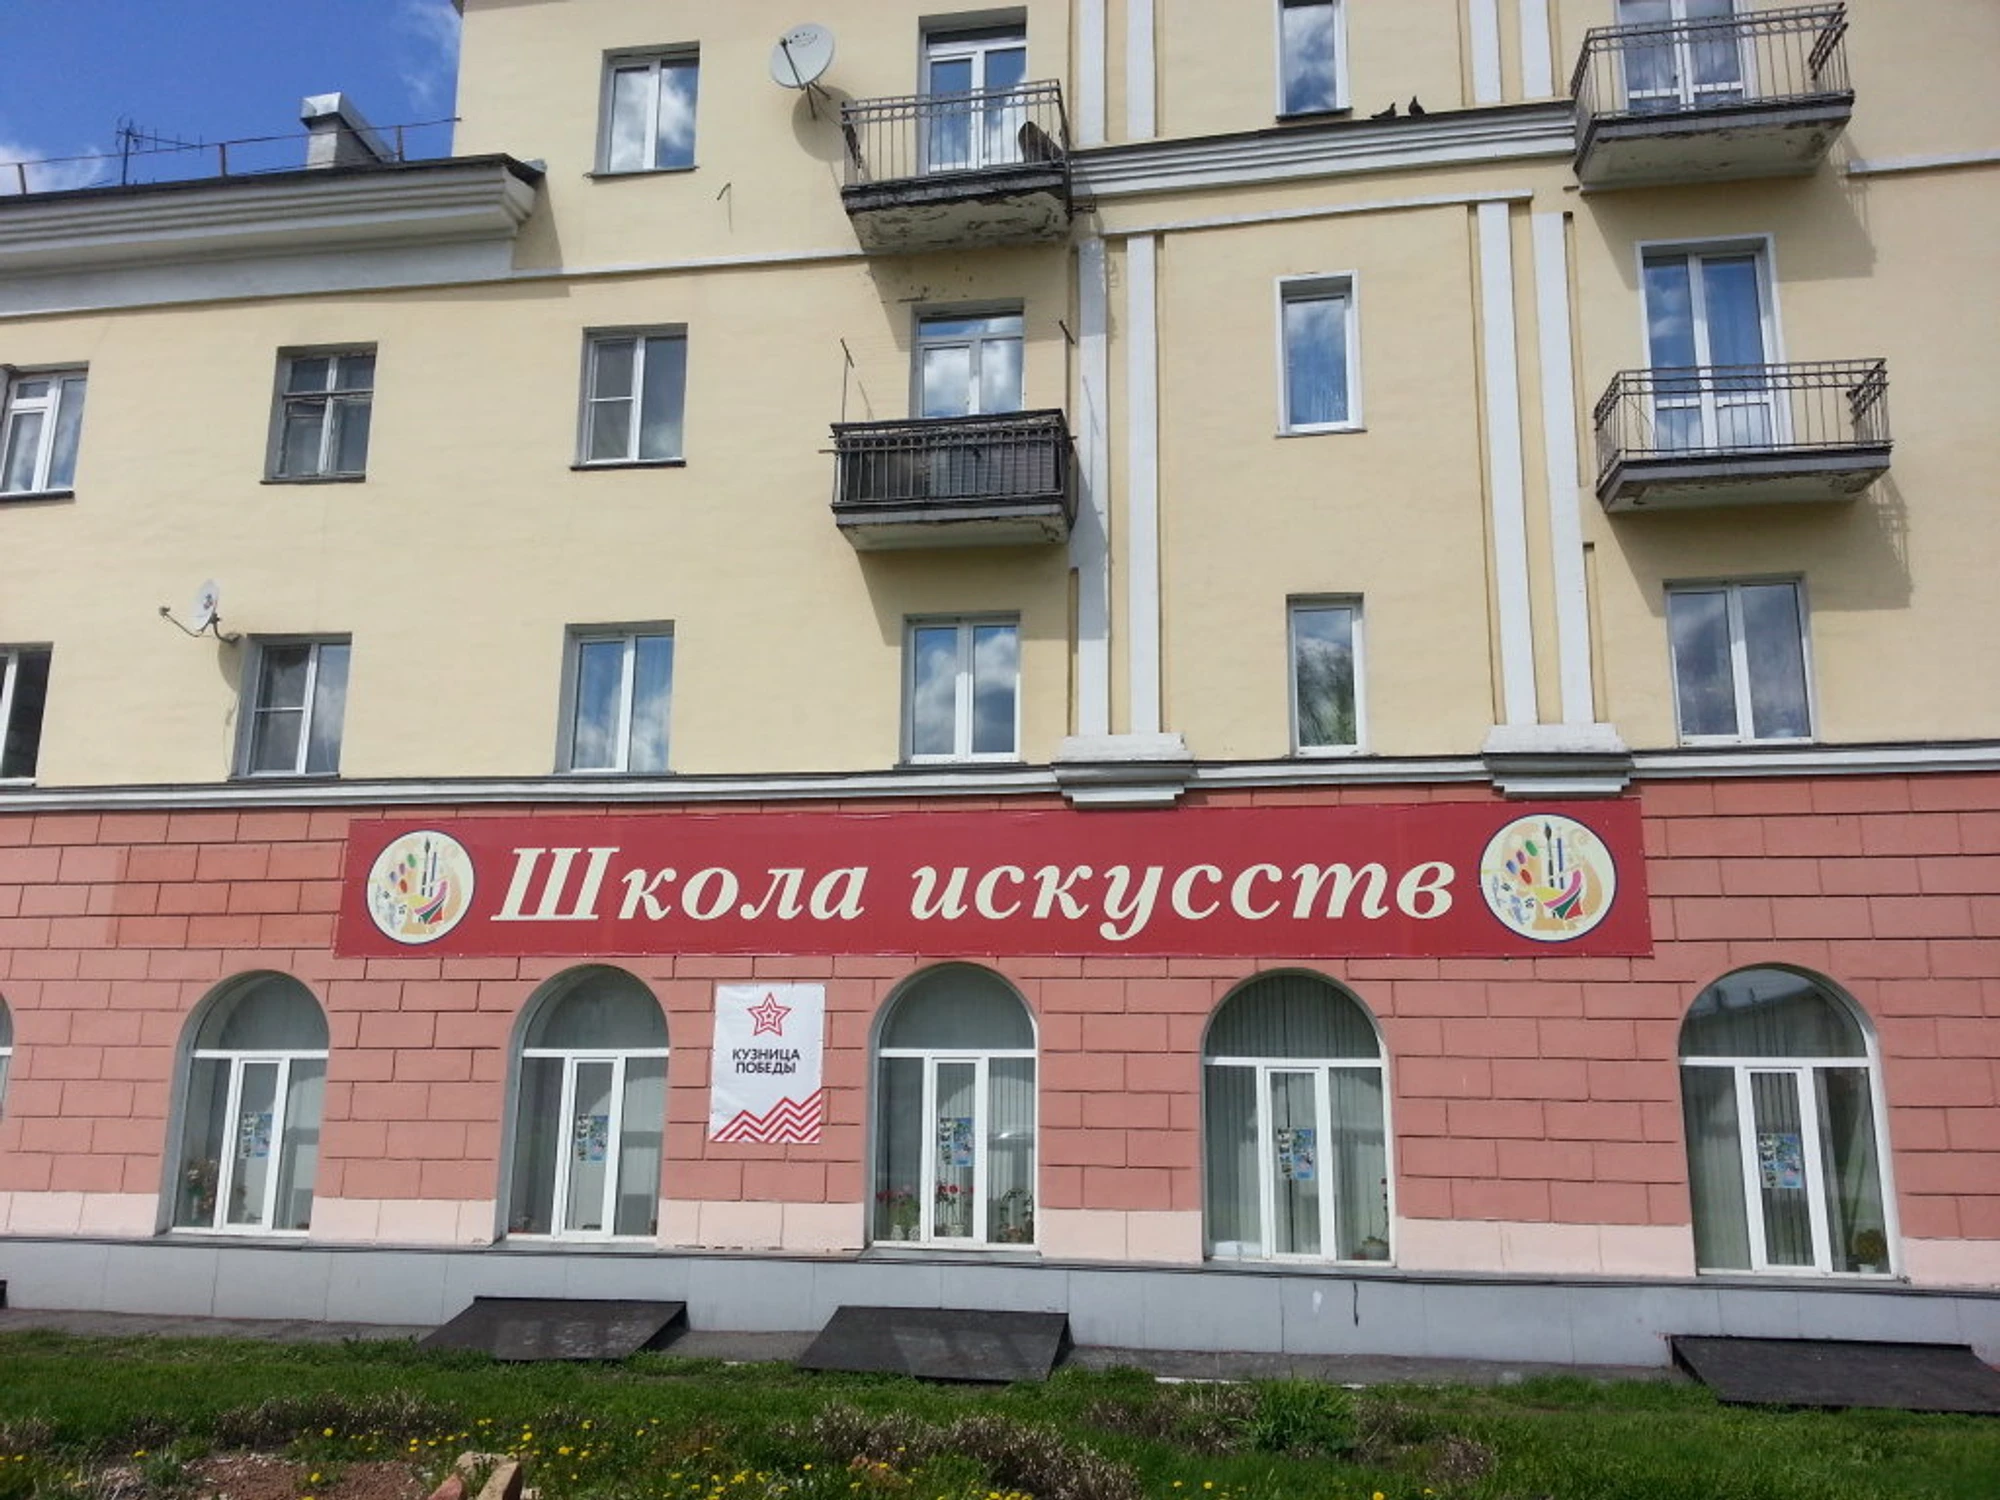 Школа искусств
КУЗНИЦА
ПОБЕДЫ